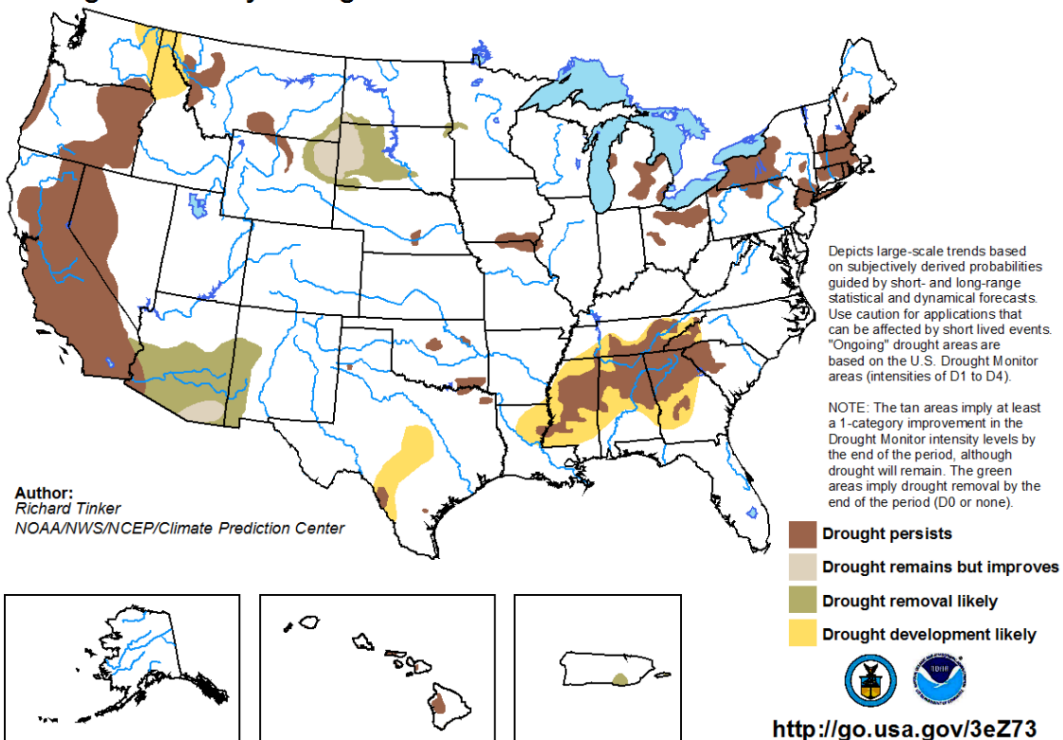 Depicts large-scale trends based
on subjectively derived probabilities
guided by short- and long-range
statistical and dynamical forecasts.
Use caution for applications that
can be affected by short lived events.
"Ongoing" drought areas are
based on the U.S. Drought Monitor
areas (intensities of D1 to D4).
NOTE: The tan areas imply at least
a 1-category improvement in the
Drought Monitor intensity levels by
the end of the period, although
drought will remain. The green
areas imply drought removal by the
end of the period (D0 or none).
Author:
Richard Tinker
NOAA/NWS/NCEP/Climate Prediction Center
Drought persists
Drought remains but improves
Drought removal likely
Drought development likely
http://go.usa.gov/3eZ73